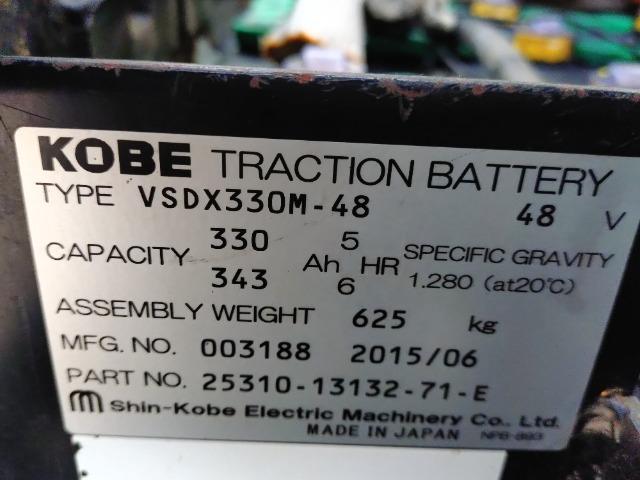 KOBE TRACTION BATTERY
TYPE VSDX330M-48 48 V
CAPACITY 330 343 Ah 5 6 HR SPECIFIC GRAVITY 1.280 (at20°C)
ASSEMBLY WEIGHT 625 kg
MFG. NO. 003188 2015/06
PART NO. 25310-13132-71-E
Shin-Kobe Electric Machinery Co., Ltd.
MADE IN JAPAN